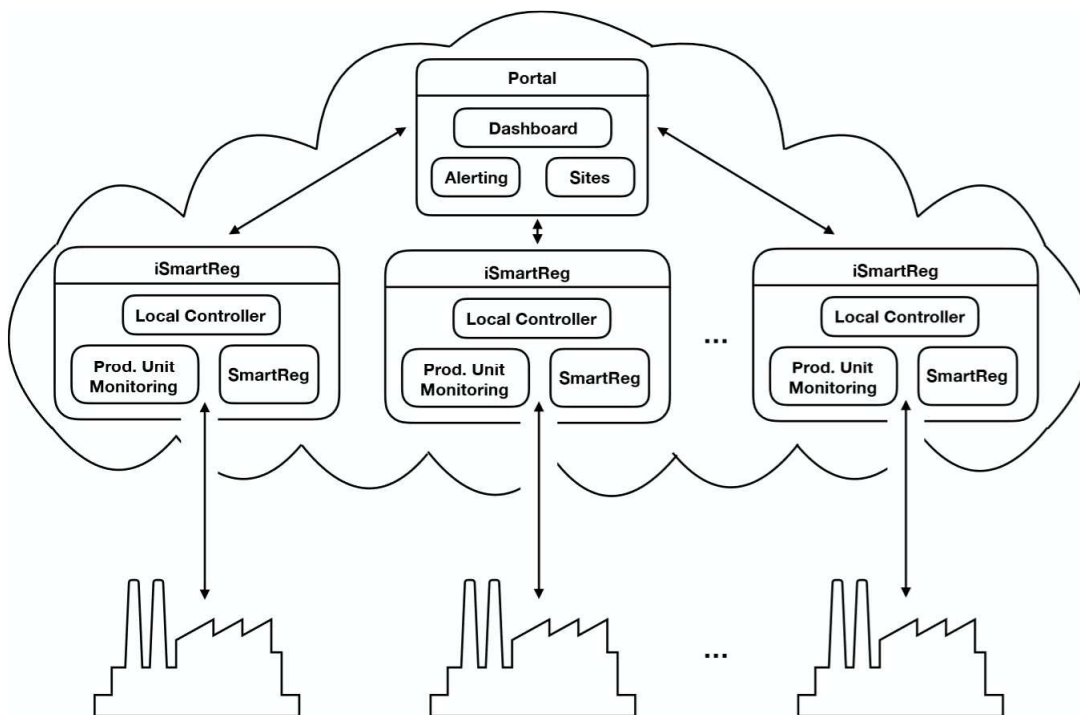 Portal
Dashboard
Alerting
Sites
iSmartReg
Local Controller
Prod. Unit
Monitoring
SmartReg
iSmartReg
Local Controller
Prod. Unit
Monitoring
SmartReg
...
iSmartReg
Local Controller
Prod. Unit
Monitoring
SmartReg
...